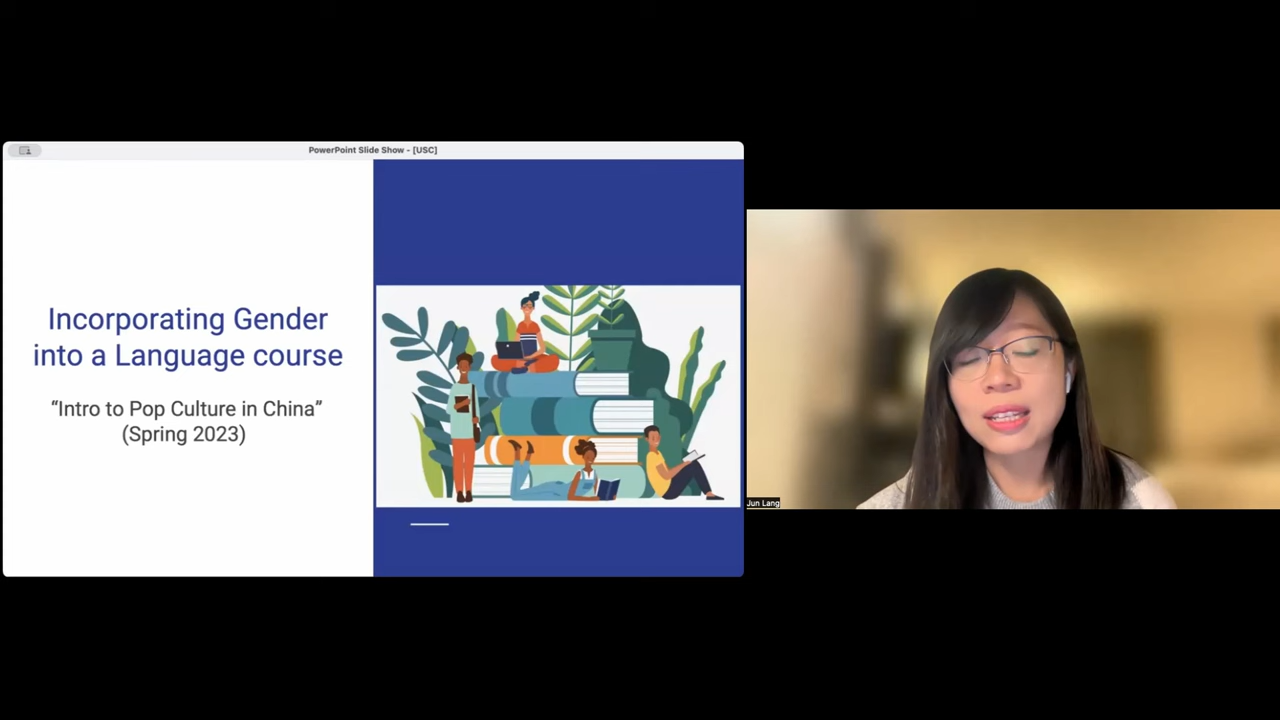 PowerPoint Slide Show - [USC]
Incorporating Gender
into a Language course
“Intro to Pop Culture in China”
(Spring 2023)
Jun Lang